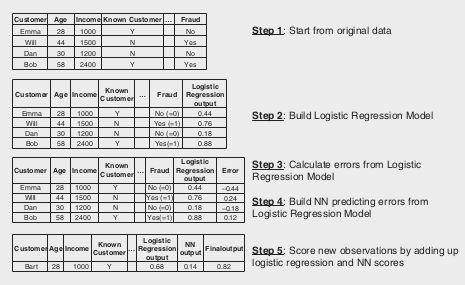 Customer Age Income Known Customer ... Fraud
Emma 28 1000 Y No
Will 44 1500 N Yes
Dan 30 1200 N No
Bob 58 2400 Y Yes
Step 1: Start from original data
Customer Age Income Known Customer ... Fraud Logistic Regression output
Emma 28 1000 Y No (=0) 0.44
Will 44 1500 N Yes (=1) 0.76
Dan 30 1200 N No (=0) 0.18
Bob 58 2400 Y Yes (=1) 0.88
Step 2: Build Logistic Regression Model
Customer Age Income Known Customer ... Fraud Logistic Regression output Error
Emma 28 1000 Y No (=0) 0.44 –0.44
Will 44 1500 N Yes (=1) 0.76 0.24
Dan 30 1200 N No (=0) 0.18 –0.18
Bob 58 2400 Y Yes(=1) 0.88 0.12
Step 3: Calculate errors from Logistic
Regression Model
Step 4: Build NN predicting errors from
Logistic Regression Model
Customer Age Income Known Customer ... Logistic Regression output NN output Finaloutput
Bart 28 1000 Y 0.68 0.14 0.82
Step 5: Score new observations by adding up
logistic regression and NN scores